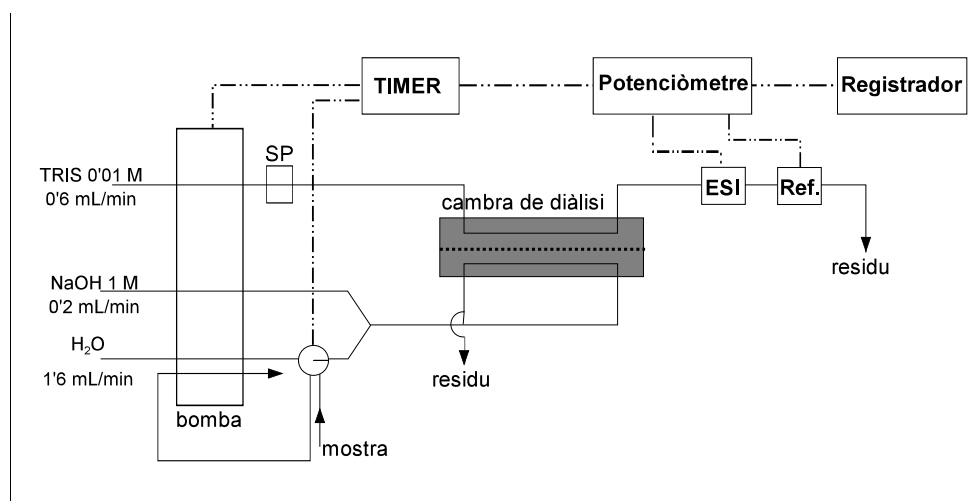 TIMER
Potenciòmetre
Registrador
SP
TRIS 0'01 M
0'6 mL/min
ESI
Ref.
cambra de diàlisi
residu
NaOH 1 M
0'2 mL/min
H₂O
1'6 mL/min
residu
bomba
mostra